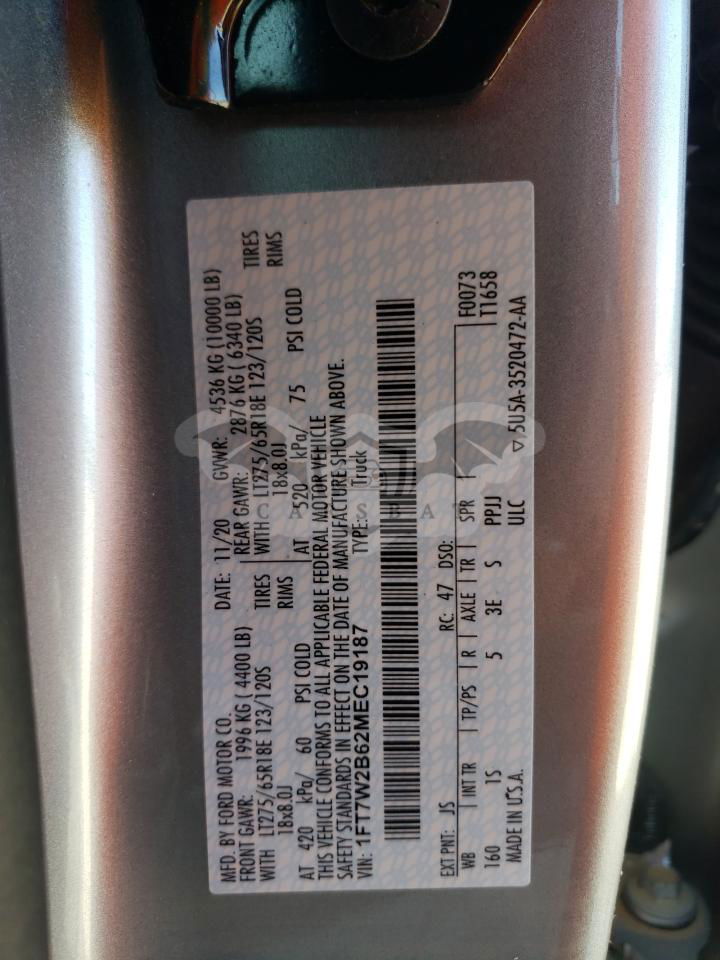 MFD. BY FORD MOTOR CO.
DATE: 11/20 GVWR: 4536 KG (10000 LB)
FRONT GAWR: 1996 KG ( 4400 LB) REAR GAWR: 2876 KG ( 6340 LB)
WITH LT275/65R18E 123/120S TIRES WITH LT275/65R18E 123/120S TIRES
18x8.0J RIMS 18x8.0J RIMS
AT 420 kPa/ 60 PSI COLD AT 520 kPa/ 75 PSI COLD
THIS VEHICLE CONFORMS TO ALL APPLICABLE FEDERAL MOTOR VEHICLE
SAFETY STANDARDS IN EFFECT ON THE DATE OF MANUFACTURE SHOWN ABOVE.
VIN: 1FT7W2B62MEC19187 TYPE: Truck
EXT PNT: JS RC: 47 DSO: F0073
WB INT TR TP/PS R AXLE TR SPR T1658
160 1S 5 3E S PPJJ
MADE IN U.S.A. ULC ▽5U5A-3520472-AA
CASBA